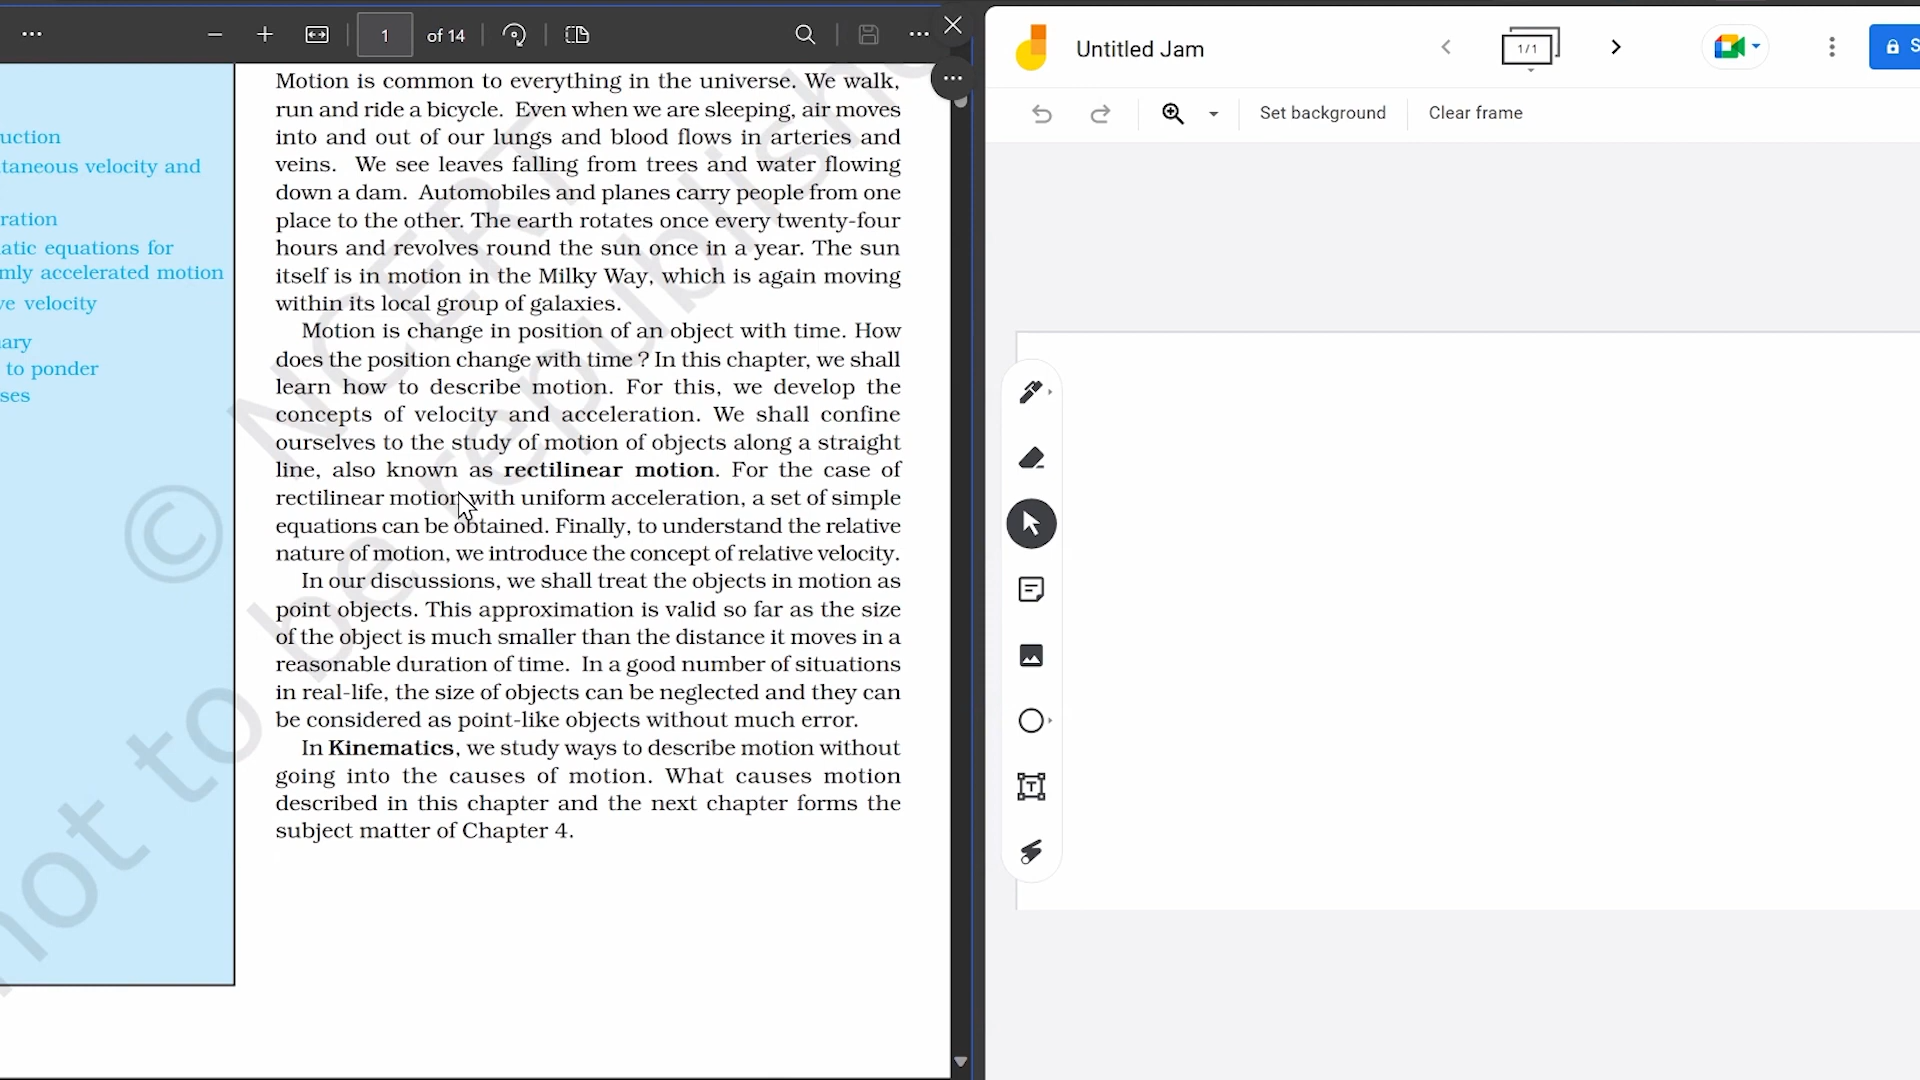 1
of 14
uction
taneous velocity and
ration
atic equations for
mly accelerated motion
ve velocity
ary
to ponder
ses
Motion is common to everything in the universe. We walk,
run and ride a bicycle. Even when we are sleeping, air moves
into and out of our lungs and blood flows in arteries and
veins. We see leaves falling from trees and water flowing
down a dam. Automobiles and planes carry people from one
place to the other. The earth rotates once every twenty-four
hours and revolves round the sun once in a year. The sun
itself is in motion in the Milky Way, which is again moving
within its local group of galaxies.
Motion is change in position of an object with time. How
does the position change with time ? In this chapter, we shall
learn how to describe motion. For this, we develop the
concepts of velocity and acceleration. We shall confine
ourselves to the study of motion of objects along a straight
line, also known as rectilinear motion. For the case of
rectilinear motion with uniform acceleration, a set of simple
equations can be obtained. Finally, to understand the relative
nature of motion, we introduce the concept of relative velocity.
In our discussions, we shall treat the objects in motion as
point objects. This approximation is valid so far as the size
of the object is much smaller than the distance it moves in a
reasonable duration of time. In a good number of situations
in real-life, the size of objects can be neglected and they can
be considered as point-like objects without much error.
In Kinematics, we study ways to describe motion without
going into the causes of motion. What causes motion
described in this chapter and the next chapter forms the
subject matter of Chapter 4.
© NCERT
not to be republishe
Untitled Jam
1/1
S
Set background
Clear frame